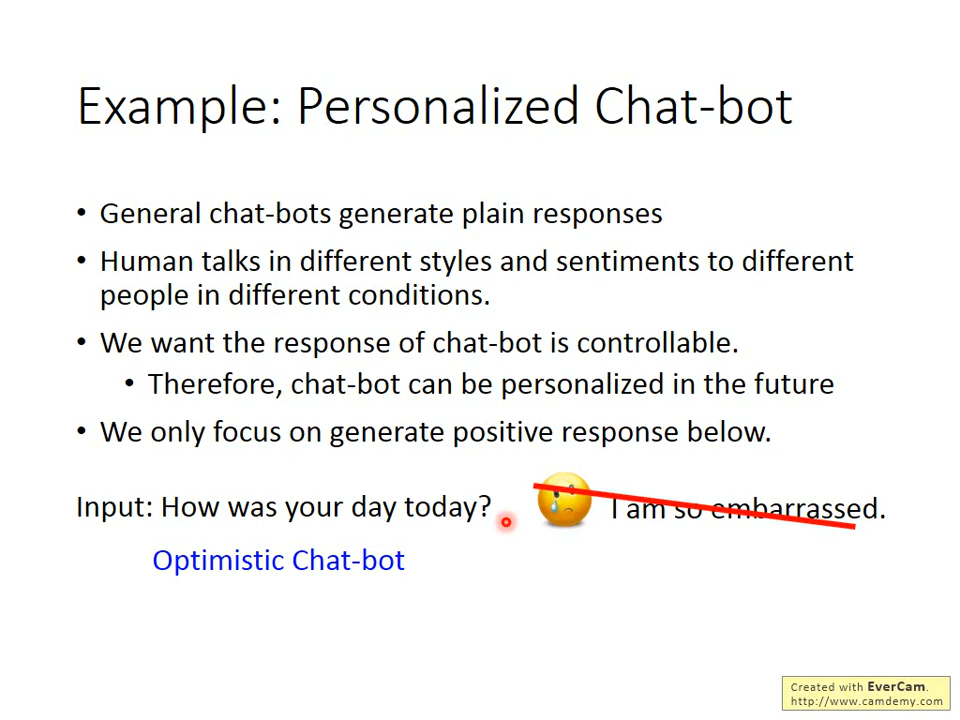 Example: Personalized Chat-bot
• General chat-bots generate plain responses
• Human talks in different styles and sentiments to different
people in different conditions.
• We want the response of chat-bot is controllable.
• Therefore, chat-bot can be personalized in the future
• We only focus on generate positive response below.
Input: How was your day today?
I am so embarrassed.
Optimistic Chat-bot
Created with EverCam.
http://www.camdemy.com